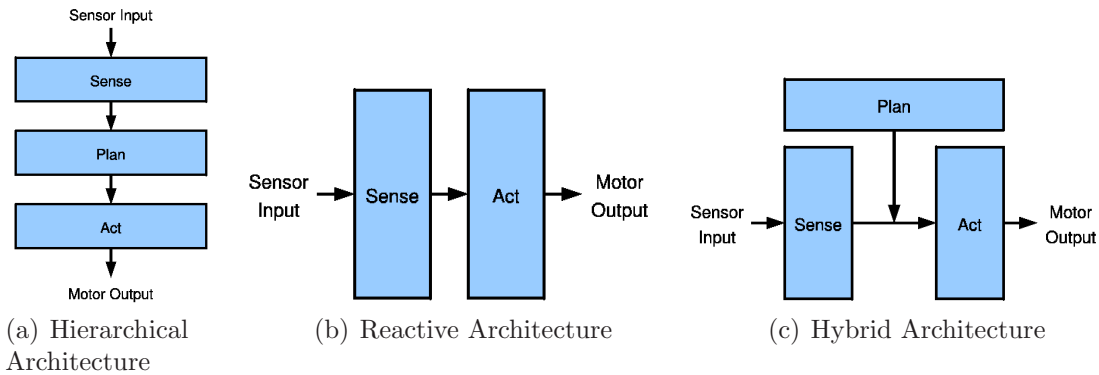 Sensor Input
Sense
Plan
Act
Motor Output
(a) Hierarchical
Architecture
Sensor
Input
Sense
Act
Motor
Output
(b) Reactive Architecture
Plan
Sensor
Input
Sense
Act
Motor
Output
(c) Hybrid Architecture